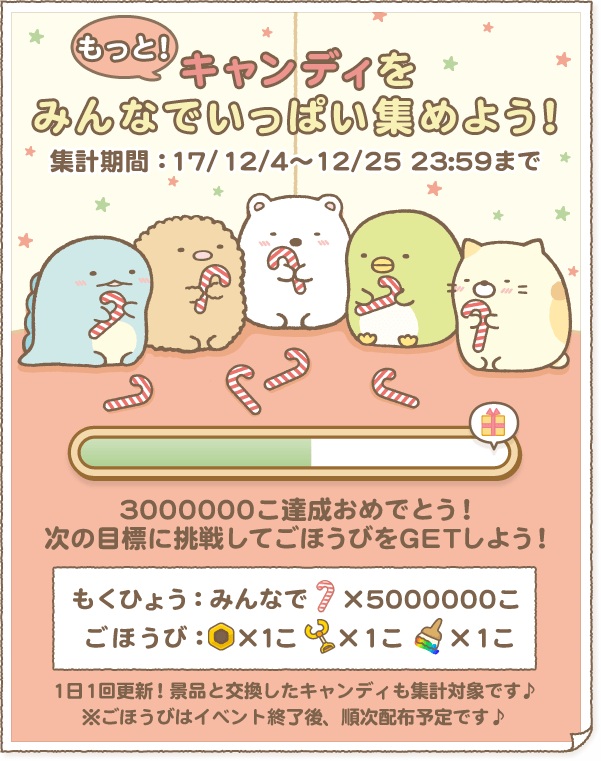 もっと!
キャンディを
みんなでいっぱい集めよう!
集計期間：17/12/4〜12/25 23:59まで
3000000こ達成おめでとう!
次の目標に挑戦してごほうびをGETしよう!
もくひょう：みんなで×5000000こ
ごほうび：×1こ ×1こ ×1こ
1日1回更新!景品と交換したキャンディも集計対象です♪
※ごほうびはイベント終了後、順次配布予定です♪